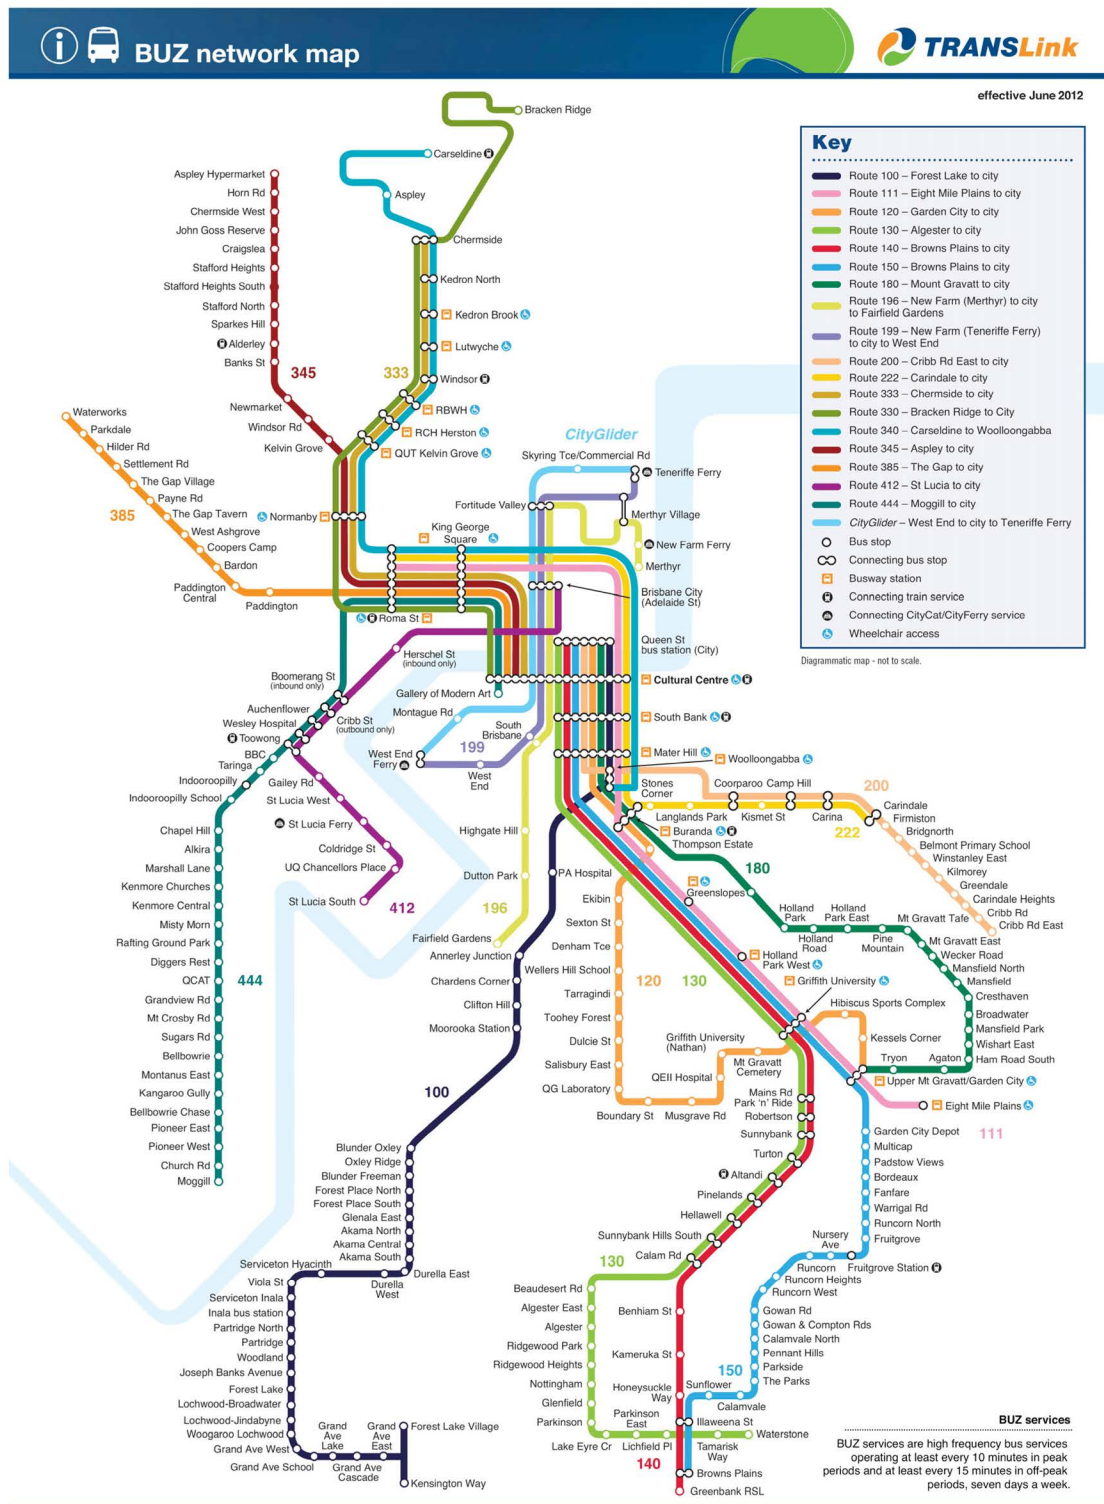 BUZ network map
TRANSLink
effective June 2012
Key
Route 100 – Forest Lake to city
Route 111 – Eight Mile Plains to city
Route 120 – Garden City to city
Route 130 – Algester to city
Route 140 – Browns Plains to city
Route 150 – Browns Plains to city
Route 180 – Mount Gravatt to city
Route 196 – New Farm (Merthyr) to city
to Fairfield Gardens
Route 199 – New Farm (Teneriffe Ferry)
to city to West End
Route 200 – Cribb Rd East to city
Route 222 – Carindale to city
Route 333 – Chermside to city
Route 330 – Bracken Ridge to City
Route 340 – Carseldine to Woolloongabba
Route 345 – Aspley to city
Route 385 – The Gap to city
Route 412 – St Lucia to city
Route 444 – Moggill to city
CityGlider – West End to city to Teneriffe Ferry
Bus stop
Connecting bus stop
Busway station
Connecting train service
Connecting CityCat/CityFerry service
Wheelchair access
Diagrammatic map - not to scale.
Bracken Ridge
Carseldine
Aspley
Chermside
Kedron North
Kedron Brook
Lutwyche
Windsor
RBWH
RCH Herston
QUT Kelvin Grove
333
Aspley Hypermarket
Horn Rd
Chermside West
John Goss Reserve
Craigslea
Stafford Heights
Stafford Heights South
Stafford North
Sparkes Hill
Alderley
Banks St
345
Newmarket
Windsor Rd
Kelvin Grove
Waterworks
Parkdale
Hilder Rd
Settlement Rd
The Gap Village
Payne Rd
The Gap Tavern
385
West Ashgrove
Coopers Camp
Bardon
Paddington
Central
Paddington
Normanby
King George
Square
Roma St
CityGlider
Skyring Tce/Commercial Rd
Teneriffe Ferry
Fortitude Valley
Merthyr Village
New Farm Ferry
Merthyr
Brisbane City
(Adelaide St)
Queen St
bus station (City)
Cultural Centre
South Bank
Mater Hill
Woolloongabba
Stones
Corner
Herschel St
(inbound only)
Boomerang St
(inbound only)
Gallery of Modern Art
Montague Rd
South
Brisbane
199
West End
Ferry
West
End
Auchenflower
Wesley Hospital
Cribb St
(outbound only)
Toowong
BBC
Taringa
Indooroopilly
Indooroopilly School
Gailey Rd
St Lucia West
St Lucia Ferry
Coldridge St
UQ Chancellors Place
St Lucia South
412
Chapel Hill
Alkira
Marshall Lane
Kenmore Churches
Kenmore Central
Misty Morn
Rafting Ground Park
Diggers Rest
QCAT
444
Grandview Rd
Mt Crosby Rd
Sugars Rd
Bellbowrie
Montanus East
Kangaroo Gully
Bellbowrie Chase
Pioneer East
Pioneer West
Church Rd
Moggill
Highgate Hill
Dutton Park
196
Fairfield Gardens
PA Hospital
Annerley Junction
Chardons Corner
Clifton Hill
Moorooka Station
100
Blunder Oxley
Oxley Ridge
Blunder Freeman
Forest Place North
Forest Place South
Glenala East
Akama North
Akama Central
Akama South
Durella East
Durella
West
Serviceton Hyacinth
Viola St
Serviceton Inala
Inala bus station
Partridge North
Partridge
Woodland
Joseph Banks Avenue
Forest Lake
Lochwood-Broadwater
Lochwood-Jindabyne
Woogaroo Lochwood
Grand Ave West
Grand Ave School
Grand
Ave
Lake
Grand Ave
Cascade
Grand
Ave
East
Forest Lake Village
Kensington Way
Coorparoo Camp Hill
200
Langlands Park
Kismet St
Carina
222
Carindale
Firmiston
Bridgnorth
Belmont Primary School
Winstanley East
Kilmorey
Greendale
Carindale Heights
Cribb Rd
Cribb Rd East
Buranda
Thompson Estate
Greenslopes
180
Holland
Park
Holland
Road
Holland
Park East
Pine
Mountain
Mt Gravatt Tafe
Mt Gravatt East
Wecker Road
Mansfield North
Mansfield
Cresthaven
Broadwater
Mansfield Park
Wishart East
Ham Road South
Agaton
Tryon
Holland
Park West
Griffith University
Hibiscus Sports Complex
Kessels Corner
Upper Mt Gravatt/Garden City
Eight Mile Plains
111
Ekibin
Sexton St
Denham Tce
Wellers Hill School
Tarragindi
Toohey Forest
Dulcie St
Salisbury East
QG Laboratory
120
130
Boundary St
Musgrave Rd
QEII Hospital
Griffith University
(Nathan)
Mt Gravatt
Cemetery
Mains Rd
Park 'n' Ride
Robertson
Sunnybank
Turton
Altandi
Pinelands
Hellawell
Sunnybank Hills South
Calam Rd
130
Beaudesert Rd
Algester East
Algester
Ridgewood Park
Ridgewood Heights
Nottingham
Glenfield
Parkinson
Lake Eyre Cr
Parkinson
East
Lichfield Pl
Tamarisk
Way
Waterstone
Benhiam St
Kameruka St
Honeysuckle
Way
Illaweena St
140
Browns Plains
Greenbank RSL
Garden City Depot
Multicap
Padstow Views
Bordeaux
Fanfare
Warrigal Rd
Runcorn North
Fruitgrove
Fruitgrove Station
Nursery
Ave
Runcorn
Runcorn Heights
Runcorn West
Gowan Rd
Gowan & Compton Rds
Calamvale North
Pennant Hills
Parkside
The Parks
150
Sunflower
Calamvale
BUZ services
BUZ services are high frequency bus services
operating at least every 10 minutes in peak
periods and at least every 15 minutes in off-peak
periods, seven days a week.